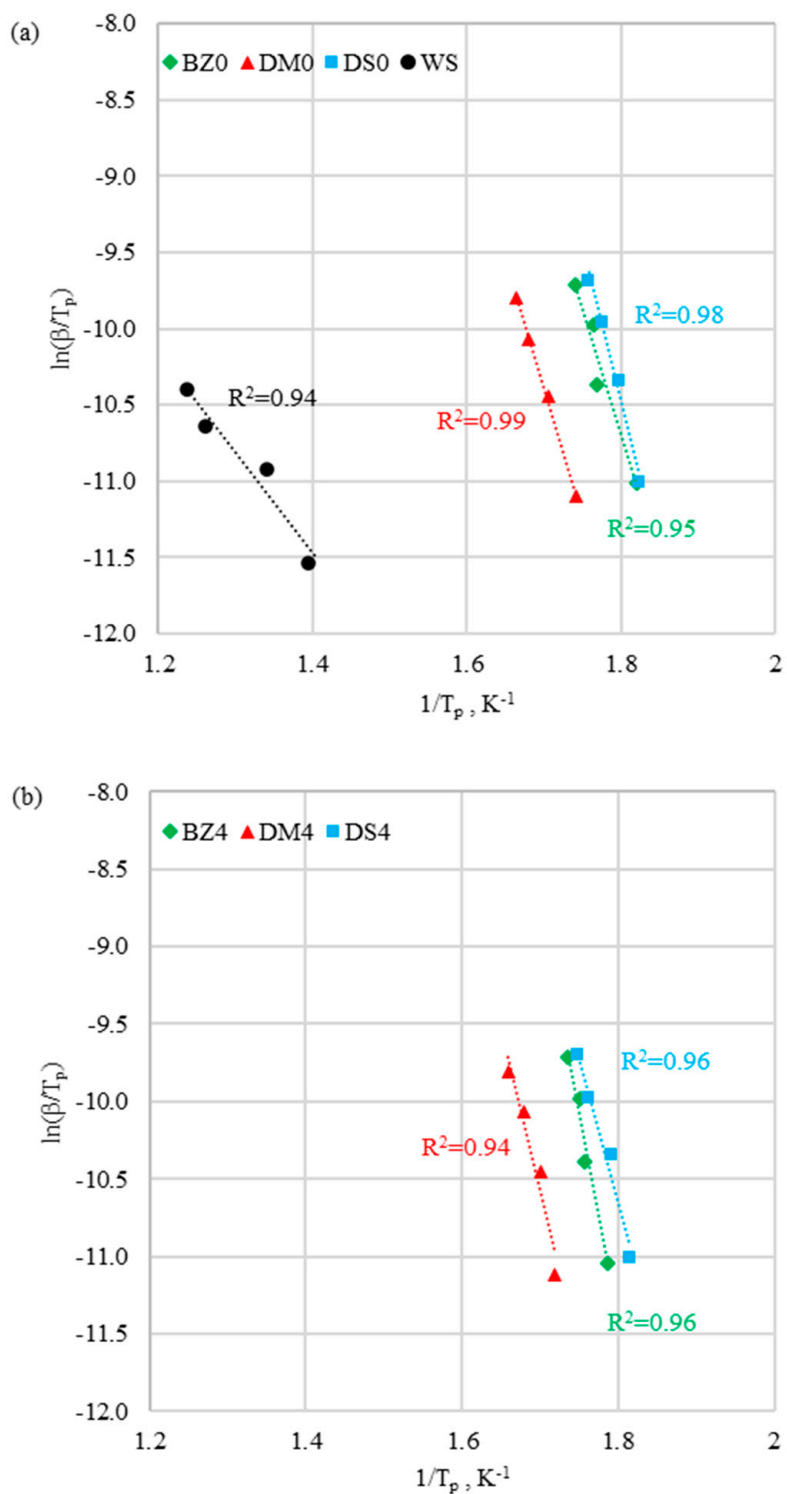 (a)
BZ0 DM0 DS0 WS
-8.0
-8.5
-9.0
-9.5
-10.0
-10.5
-11.0
-11.5
-12.0
ln(β/Tp)
R²=0.98
R²=0.94
R²=0.99
R²=0.95
1.2 1.4 1.6 1.8 2
1/Tp , K⁻¹
(b)
BZ4 DM4 DS4
-8.0
-8.5
-9.0
-9.5
-10.0
-10.5
-11.0
-11.5
-12.0
ln(β/Tp)
R²=0.96
R²=0.94
R²=0.96
1.2 1.4 1.6 1.8 2
1/Tp , K⁻¹